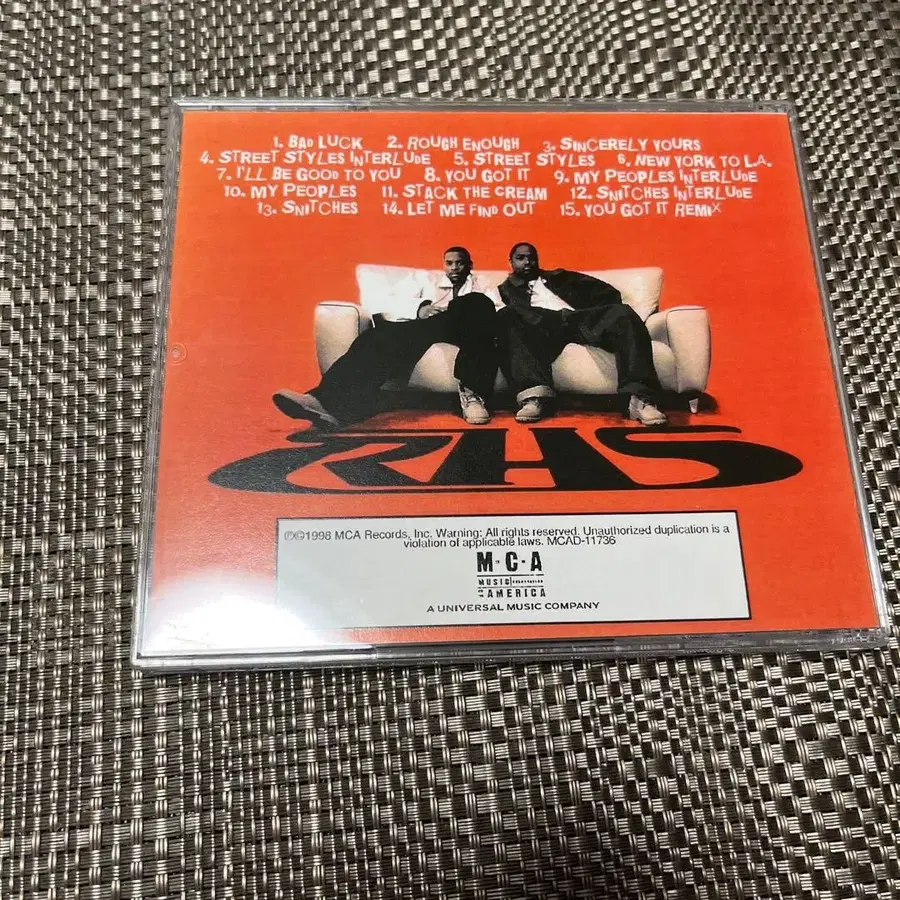 1. BAD LUCK 2. ROUGH ENOUGH 3. SINCERELY YOURS
4. STREET STYLES INTERLUDE 5. STREET STYLES 6. NEW YORK TO L.A.
7. I'LL BE GOOD TO YOU 8. YOU GOT IT 9. MY PEOPLES INTERLUDE
10. MY PEOPLES 11. STACK THE CREAM 12. SNITCHES INTERLUDE
13. SNITCHES 14. LET ME FIND OUT 15. YOU GOT IT REMIX
RHS
℗©1998 MCA Records, Inc. Warning: All rights reserved. Unauthorized duplication is a
violation of applicable laws. MCAD-11736
M·C·A
MUSIC
AMERICA
A UNIVERSAL MUSIC COMPANY